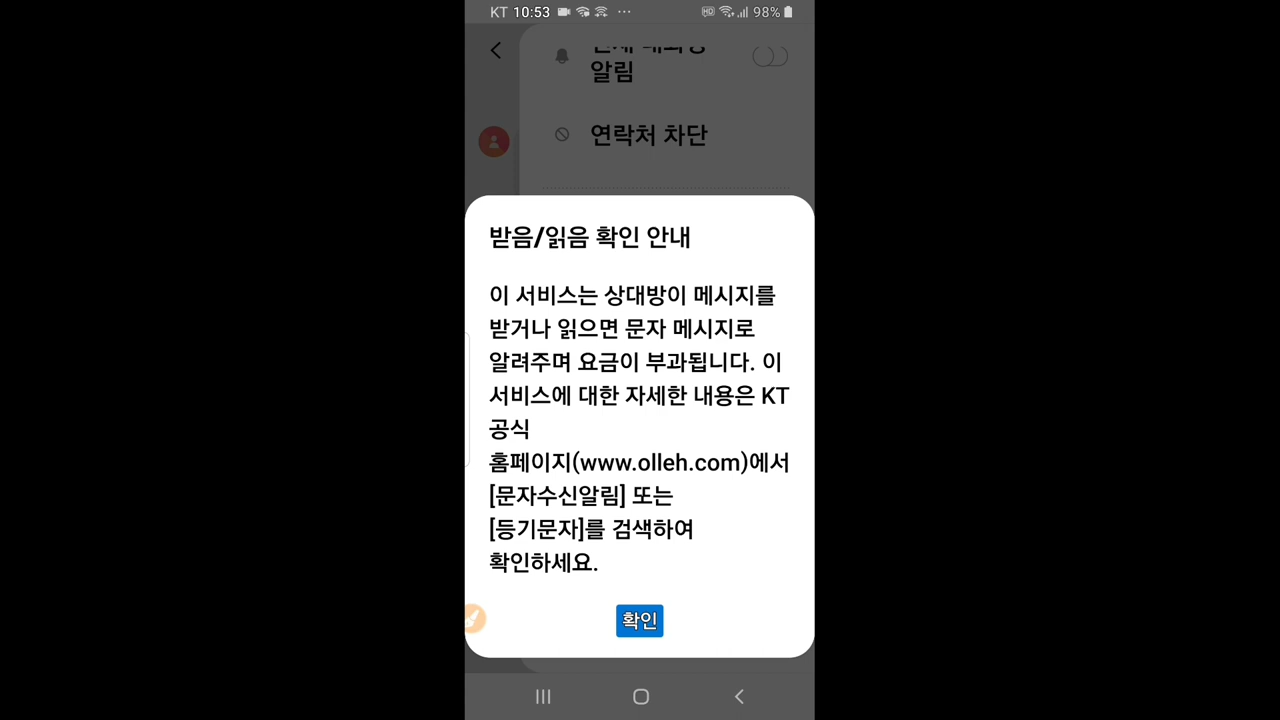 KT 10:53
HD 98%
알림
연락처 차단
받음/읽음 확인 안내
이 서비스는 상대방이 메시지를
받거나 읽으면 문자 메시지로
알려주며 요금이 부과됩니다. 이
서비스에 대한 자세한 내용은 KT
공식
홈페이지(www.olleh.com)에서
[문자수신알림] 또는
[등기문자]를 검색하여
확인하세요.
확인